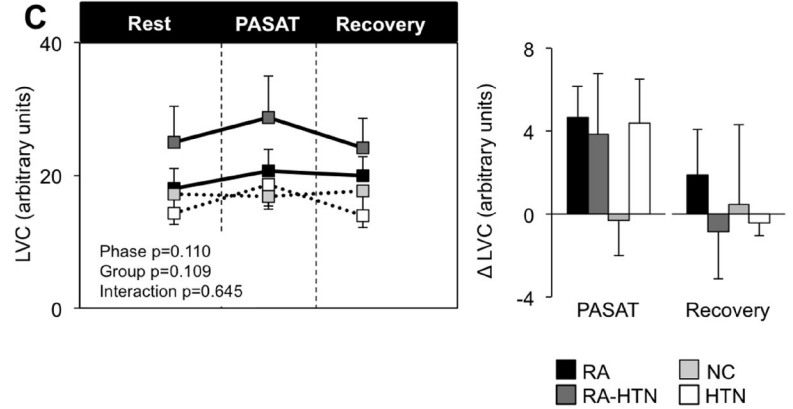 C
Rest PASAT Recovery
40
20
0
LVC (arbitrary units)
Phase p=0.110
Group p=0.109
Interaction p=0.645
8
4
0
-4
Δ LVC (arbitrary units)
PASAT Recovery
RA NC
RA-HTN HTN